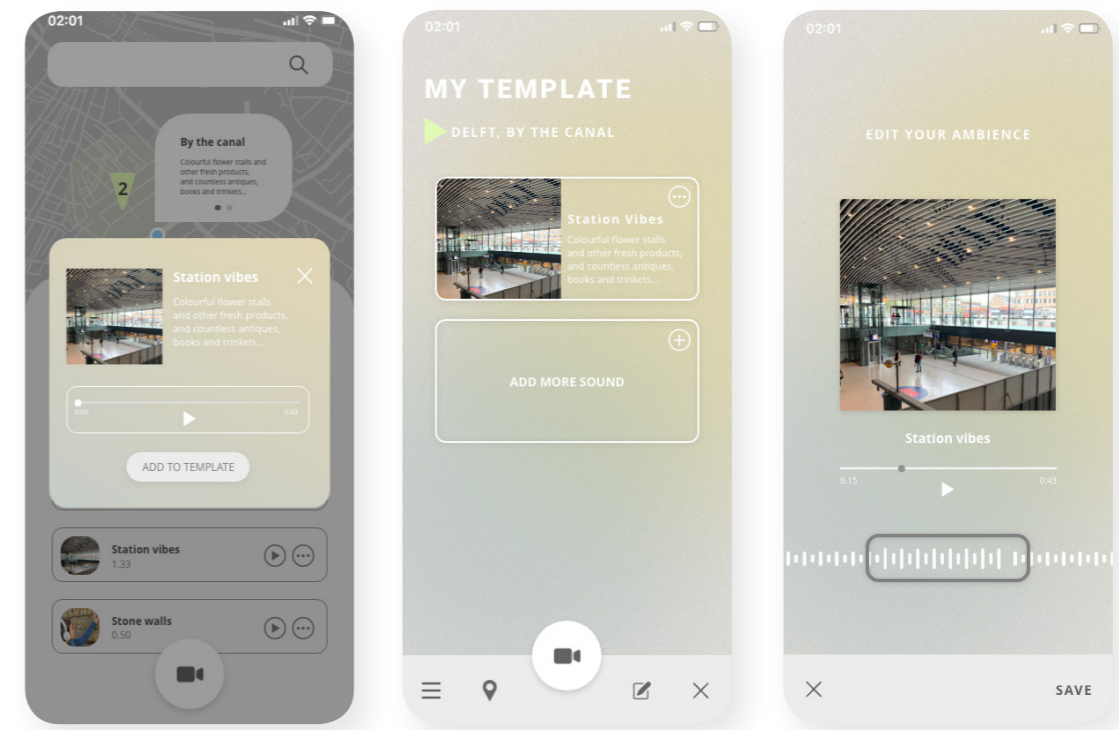 02:01
By the canal
Colourful flower stalls and
other fresh products,
and countless antiques,
books and trinkets...
2
Station vibes
Colourful flower stalls
and other fresh products,
and countless antiques,
books and trinkets...
0:00
0:43
ADD TO TEMPLATE
Station vibes
1.33
Stone walls
0.50
02:01
MY TEMPLATE
DELFT, BY THE CANAL
Station Vibes
Colourful flower stalls
and other fresh products,
and countless antiques,
books and trinkets...
ADD MORE SOUND
02:01
EDIT YOUR AMBIENCE
Station vibes
0.15
0:43
SAVE